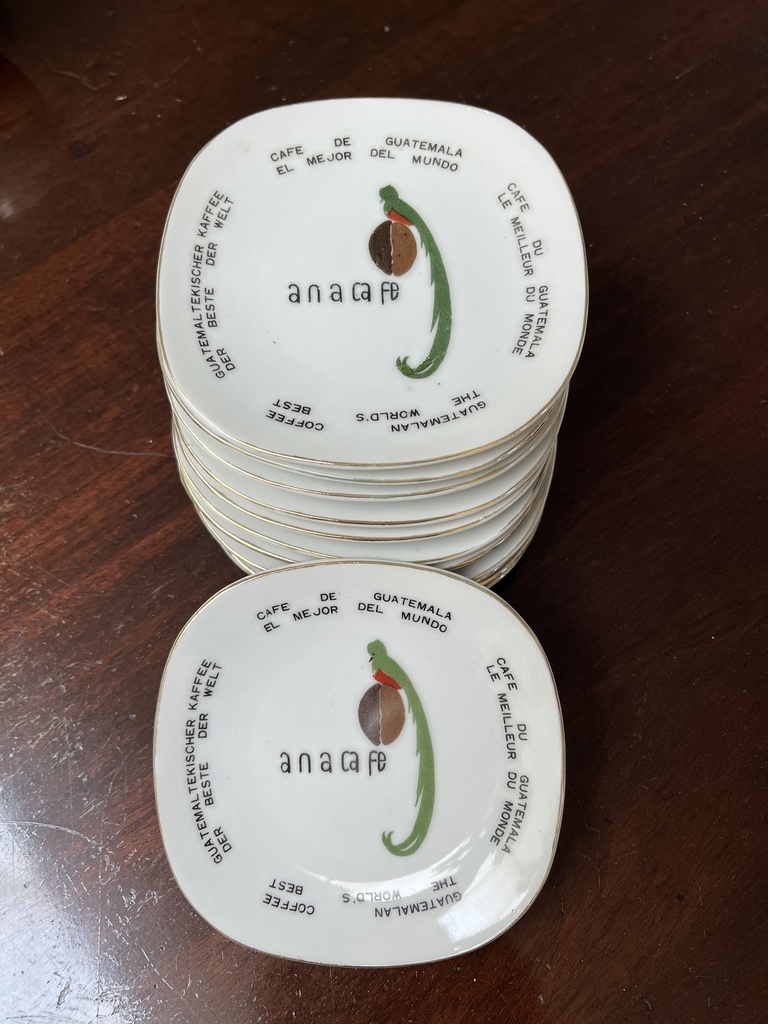 CAFE DE GUATEMALA
EL MEJOR DEL MUNDO
CAFE DU GUATEMALA
LE MEILLEUR DU MONDE
GUATEMALAN COFFEE
THE WORLD'S BEST
GUATEMALTEKISCHER KAFFEE
DER BESTE DER WELT
anacafe
CAFE DE GUATEMALA
EL MEJOR DEL MUNDO
CAFE DU GUATEMALA
LE MEILLEUR DU MONDE
GUATEMALAN COFFEE
THE WORLD'S BEST
GUATEMALTEKISCHER KAFFEE
DER BESTE DER WELT
anacafe